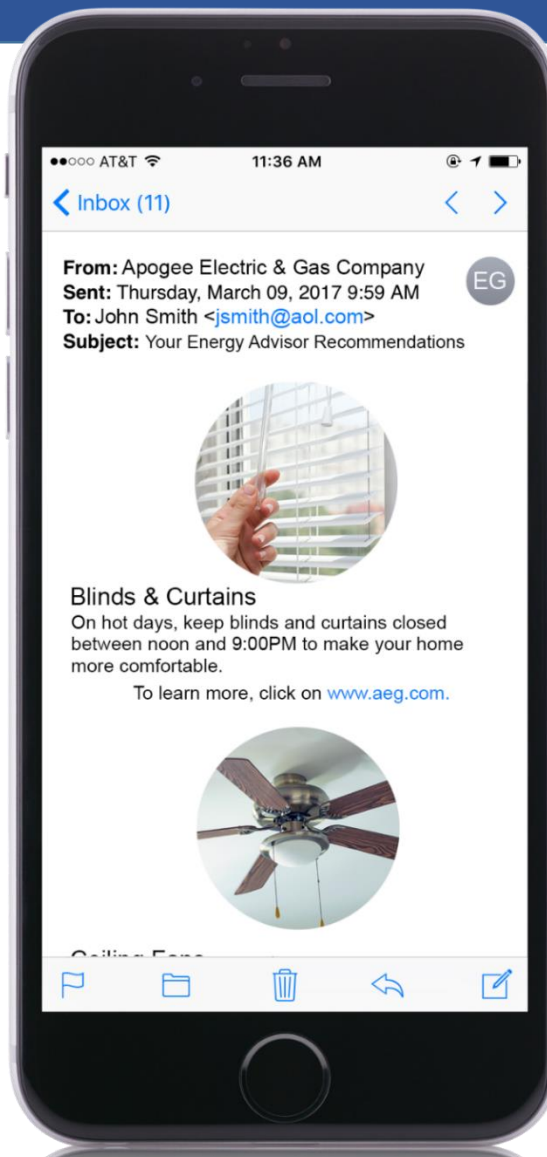 AT&T 11:36 AM
Inbox (11)
From: Apogee Electric & Gas Company
EG
Sent: Thursday, March 09, 2017 9:59 AM
To: John Smith <jsmith@aol.com>
Subject: Your Energy Advisor Recommendations
Blinds & Curtains
On hot days, keep blinds and curtains closed
between noon and 9:00PM to make your home
more comfortable.
To learn more, click on www.aeg.com.
Ceiling Fans